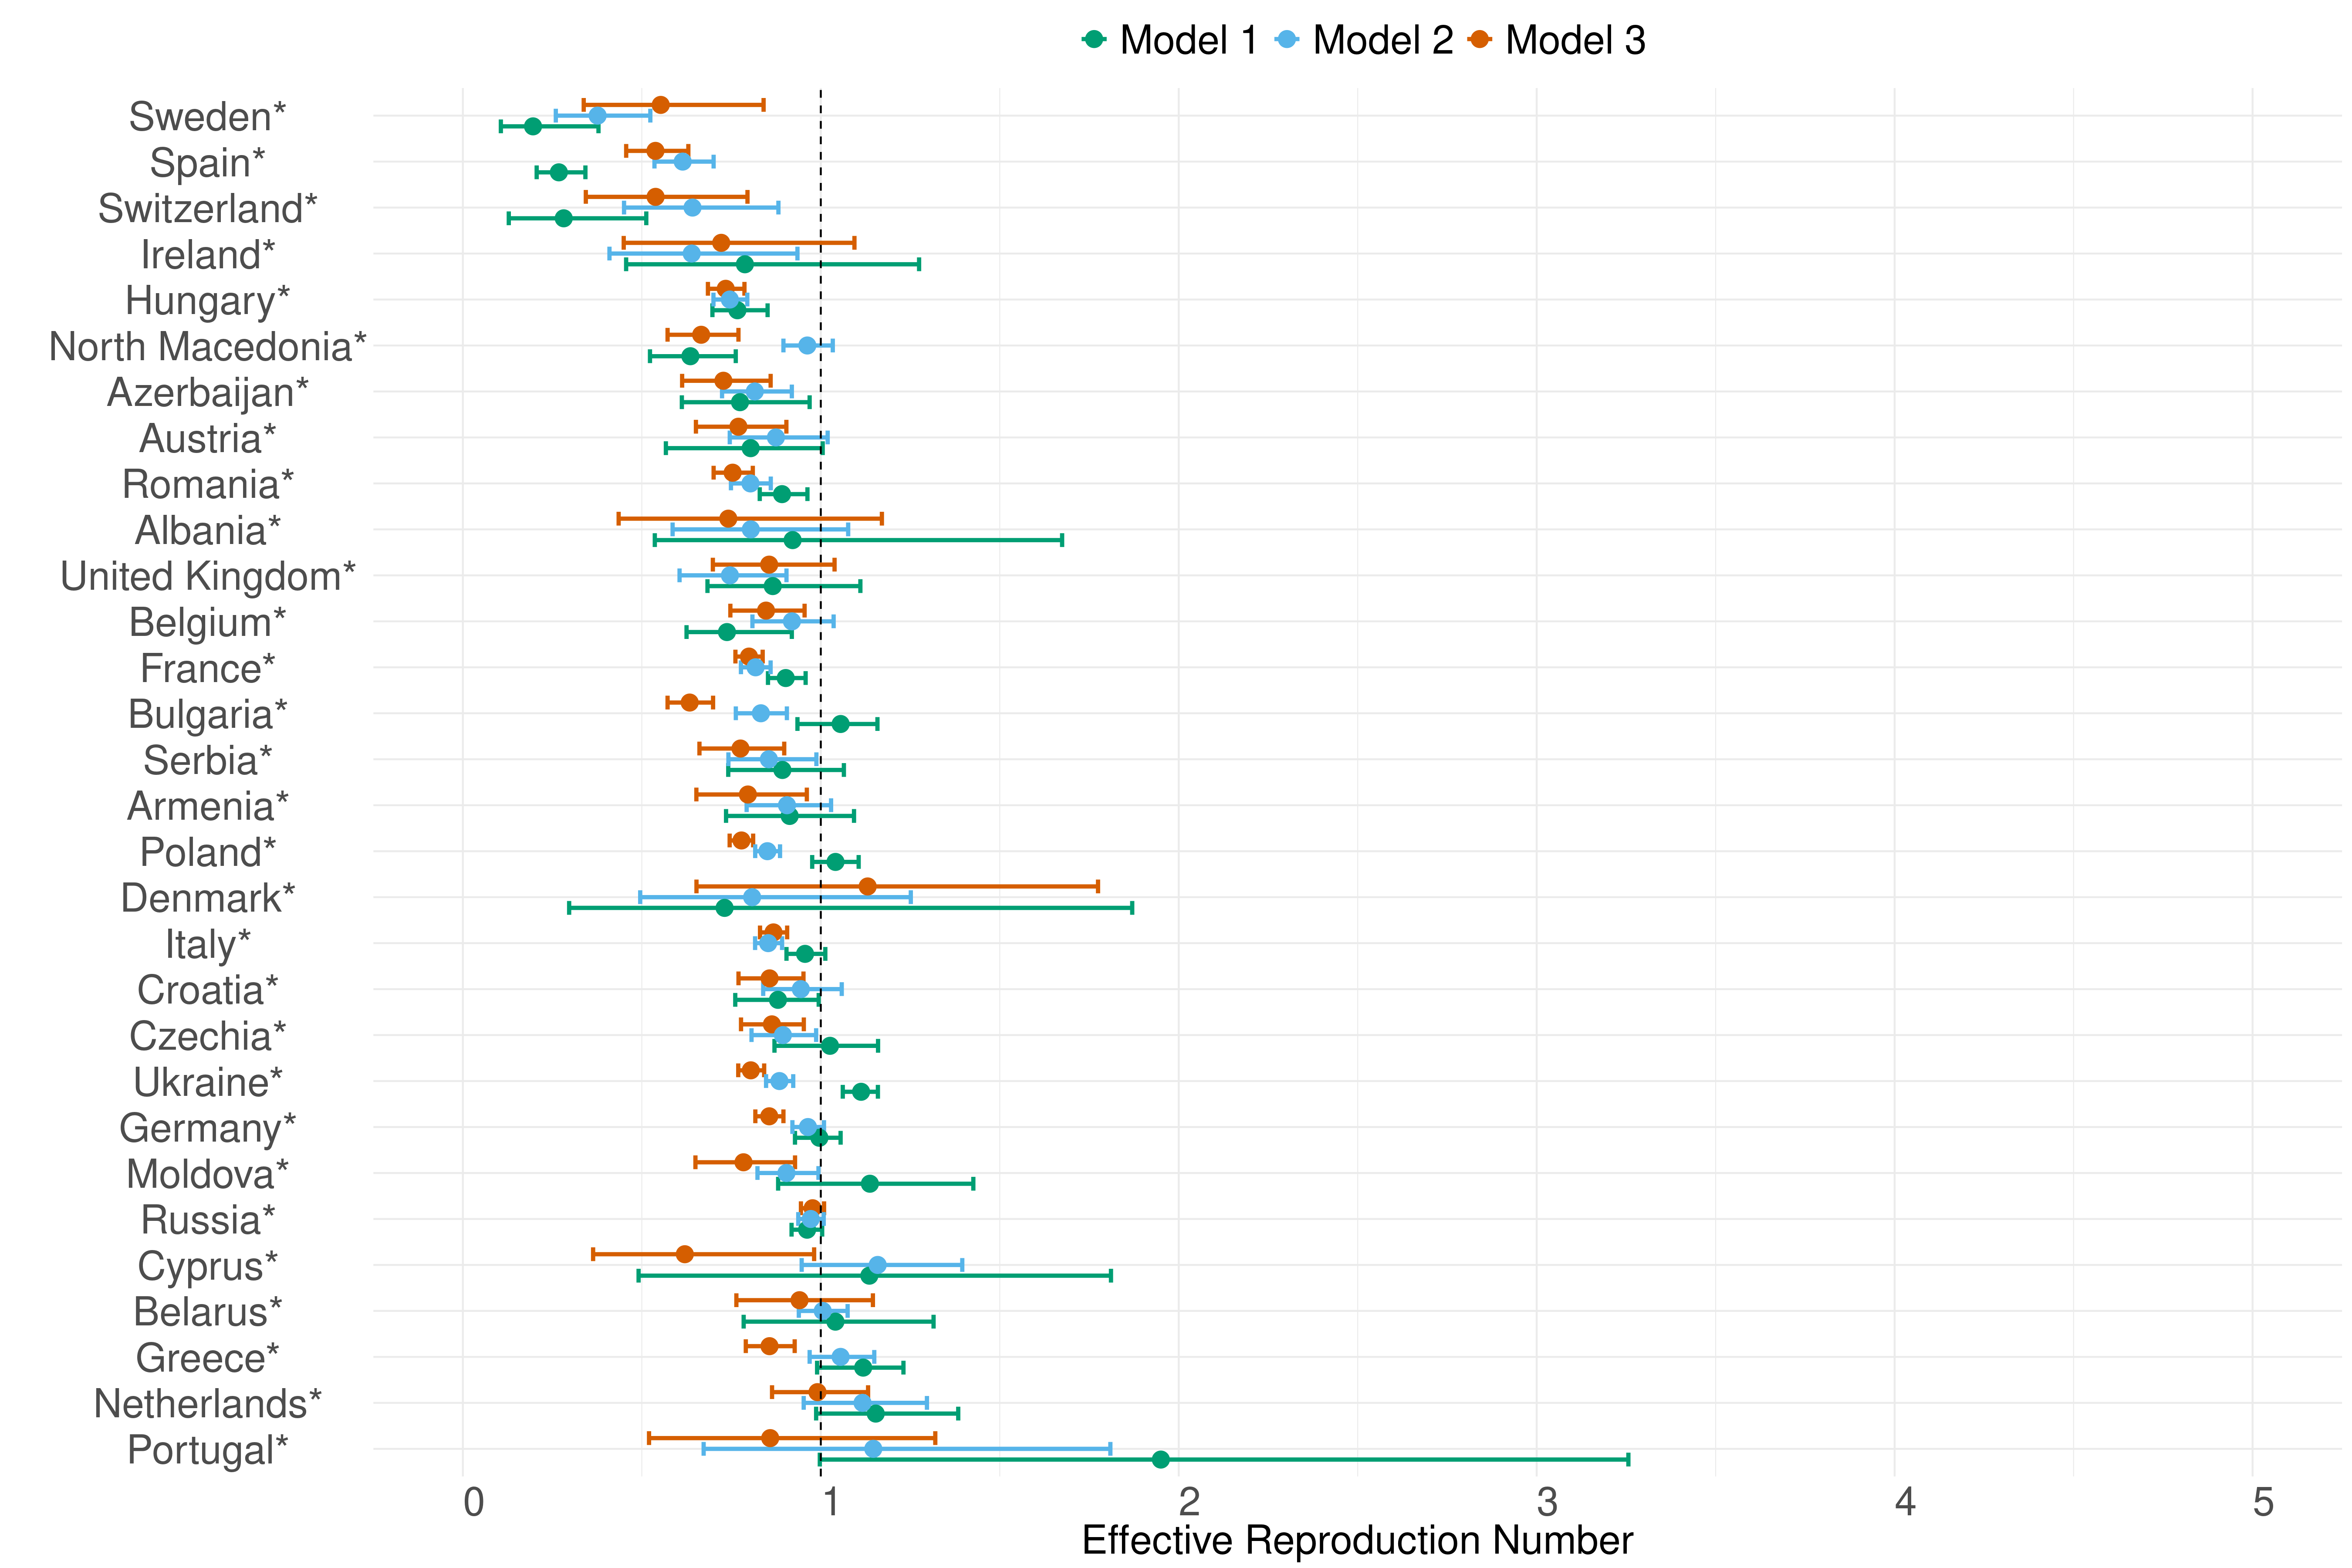 Model 1 Model 2 Model 3
Sweden*
Spain*
Switzerland*
Ireland*
Hungary*
North Macedonia*
Azerbaijan*
Austria*
Romania*
Albania*
United Kingdom*
Belgium*
France*
Bulgaria*
Serbia*
Armenia*
Poland*
Denmark*
Italy*
Croatia*
Czechia*
Ukraine*
Germany*
Moldova*
Russia*
Cyprus*
Belarus*
Greece*
Netherlands*
Portugal*
0 1 2 3 4 5
Effective Reproduction Number